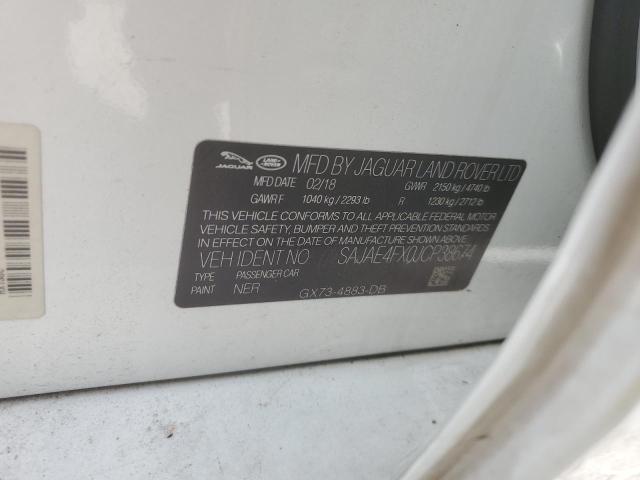 JAGUAR LAND ROVER MFD BY JAGUAR LAND ROVER LTD
MFD DATE 02/18 GVWR 2150 kg / 4740 lb
GAWR F 1040 kg / 2293 lb R 1230 kg / 2712 lb
THIS VEHICLE CONFORMS TO ALL APPLICABLE FEDERAL MOTOR
VEHICLE SAFETY, BUMPER AND THEFT PREVENTION STANDARDS
IN EFFECT ON THE DATE OF MANUFACTURE SHOWN ABOVE.
VEH IDENT NO SAJAE4FX0JCP38674
TYPE PASSENGER CAR
PAINT NER GX73-4883-DB